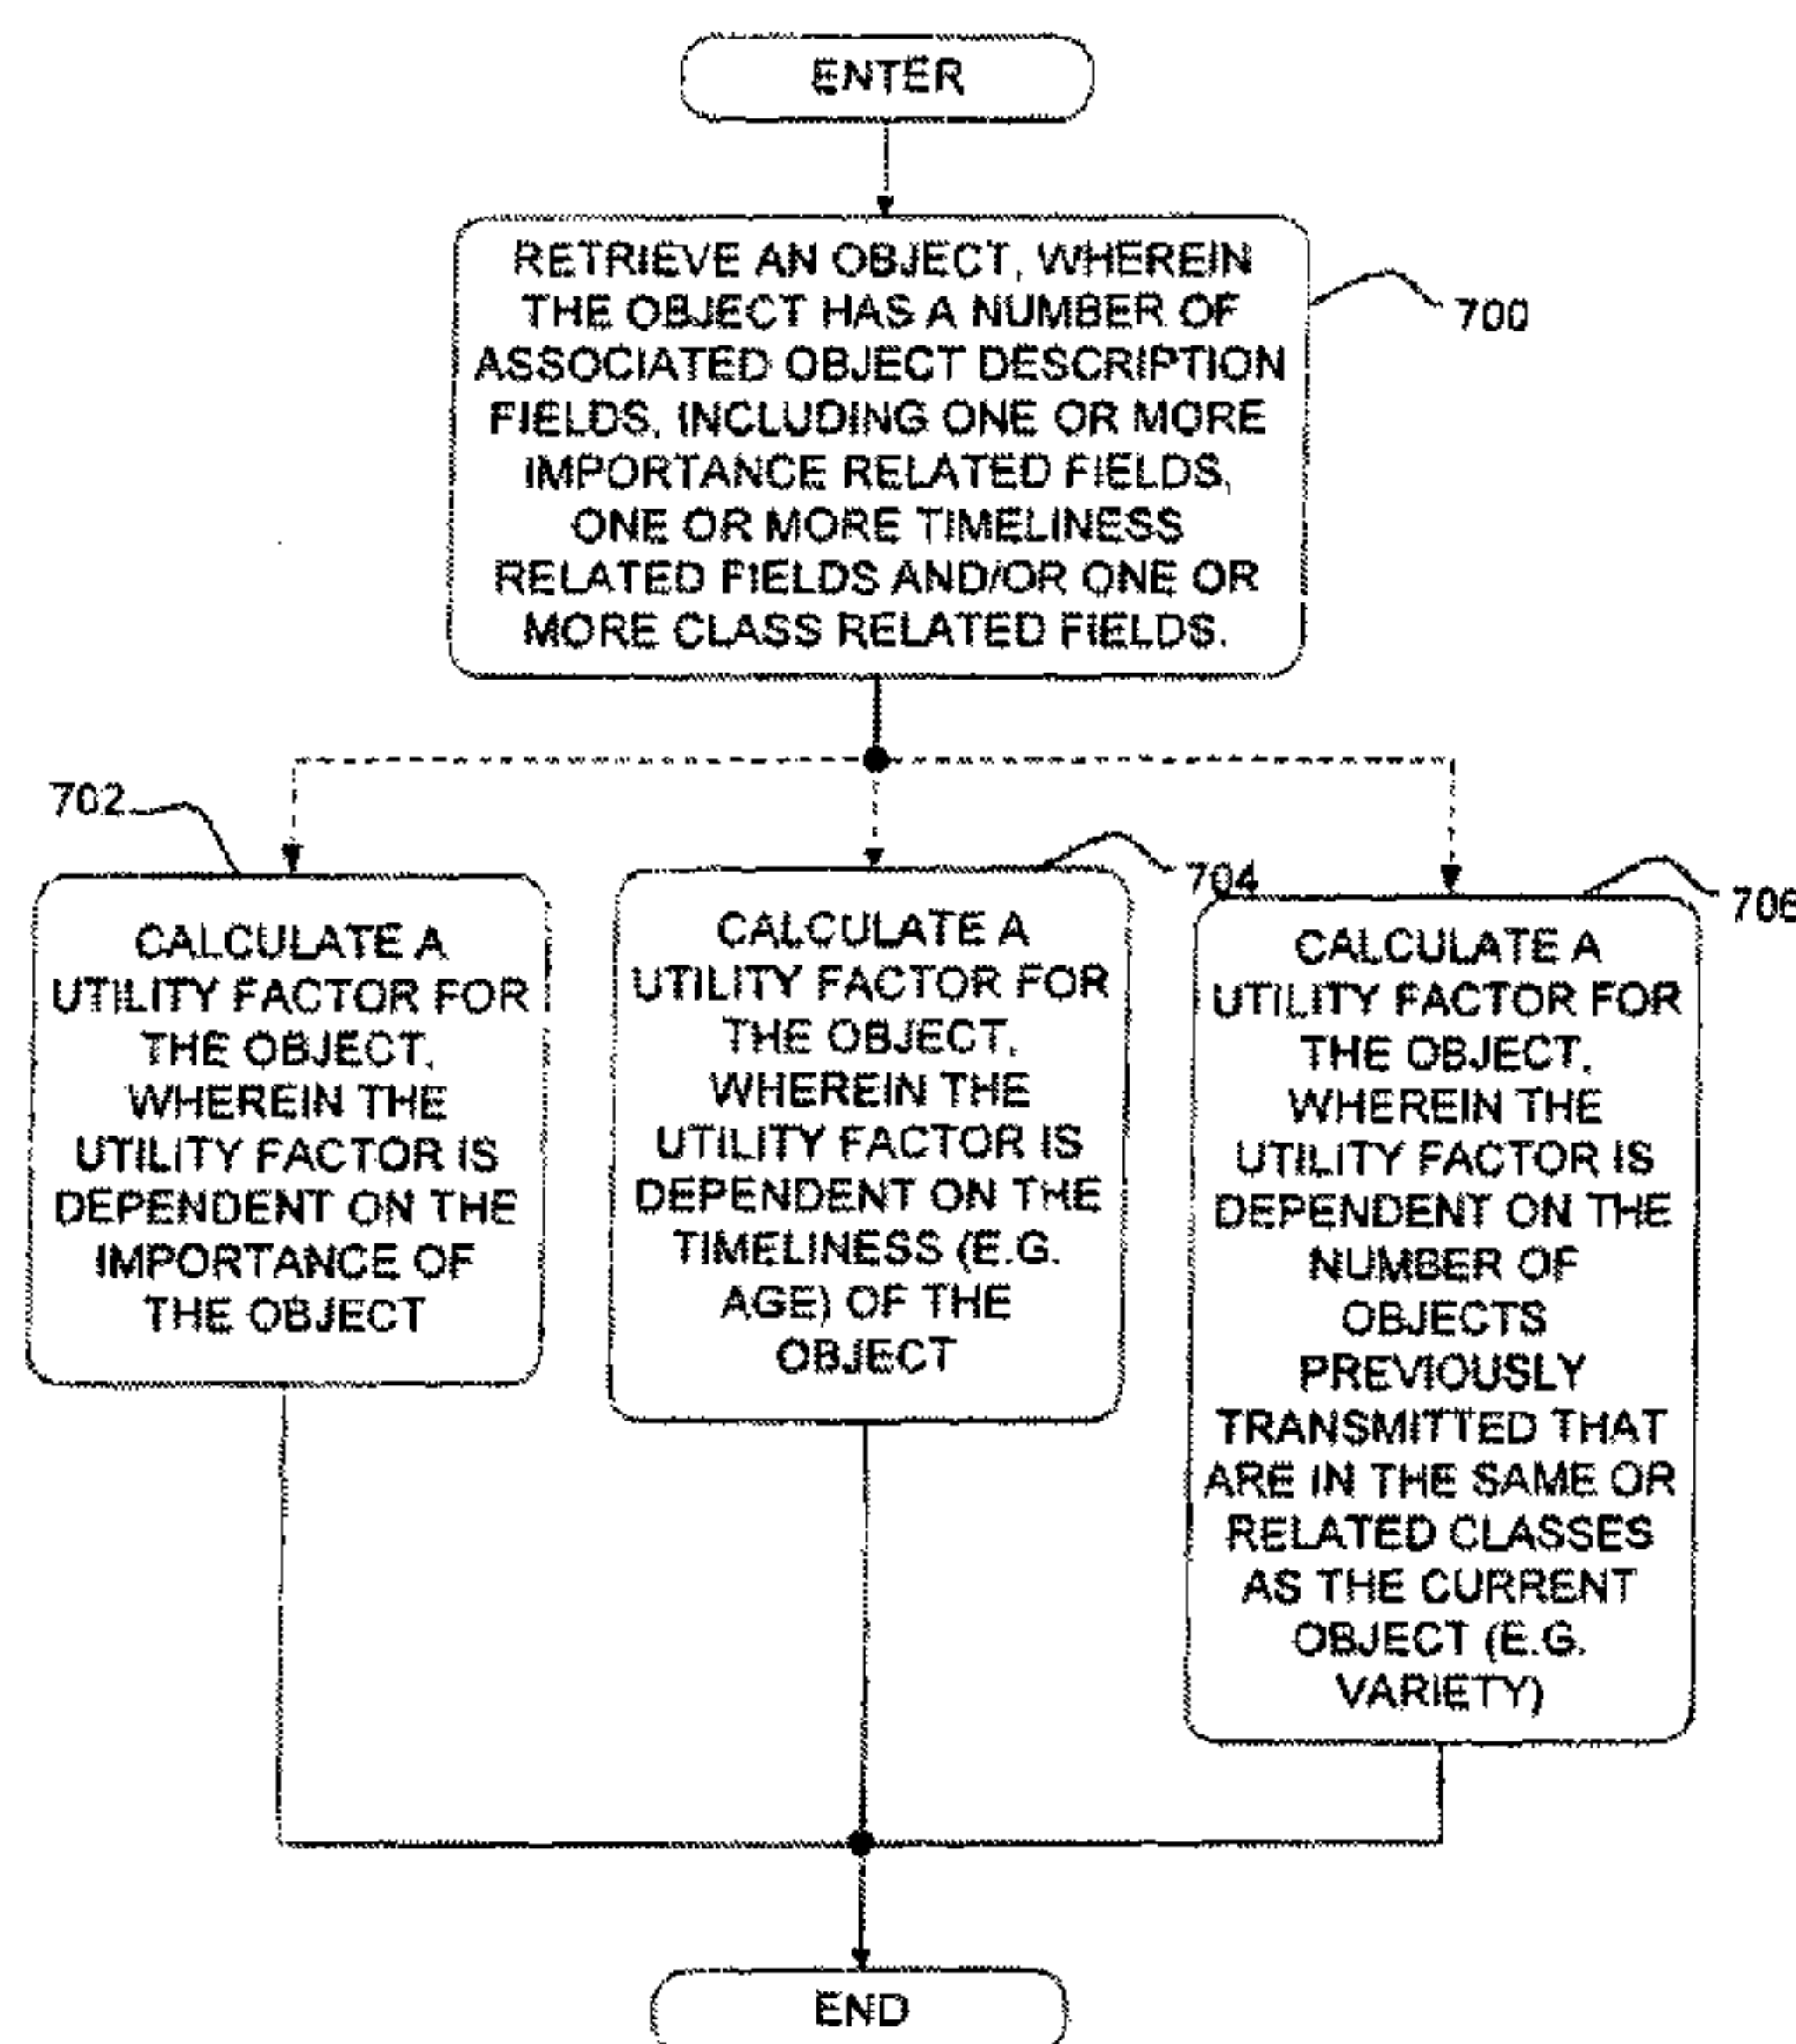 ENTER
RETRIEVE AN OBJECT, WHEREIN
THE OBJECT HAS A NUMBER OF
ASSOCIATED OBJECT DESCRIPTION
FIELDS, INCLUDING ONE OR MORE
IMPORTANCE RELATED FIELDS,
ONE OR MORE TIMELINESS
RELATED FIELDS AND/OR ONE OR
MORE CLASS RELATED FIELDS.
700
702
CALCULATE A
UTILITY FACTOR FOR
THE OBJECT,
WHEREIN THE
UTILITY FACTOR IS
DEPENDENT ON THE
IMPORTANCE OF
THE OBJECT
704
CALCULATE A
UTILITY FACTOR FOR
THE OBJECT,
WHEREIN THE
UTILITY FACTOR IS
DEPENDENT ON THE
TIMELINESS (E.G.
AGE) OF THE
OBJECT
706
CALCULATE A
UTILITY FACTOR FOR
THE OBJECT,
WHEREIN THE
UTILITY FACTOR IS
DEPENDENT ON THE
NUMBER OF
OBJECTS
PREVIOUSLY
TRANSMITTED THAT
ARE IN THE SAME OR
RELATED CLASSES
AS THE CURRENT
OBJECT (E.G.
VARIETY)
END